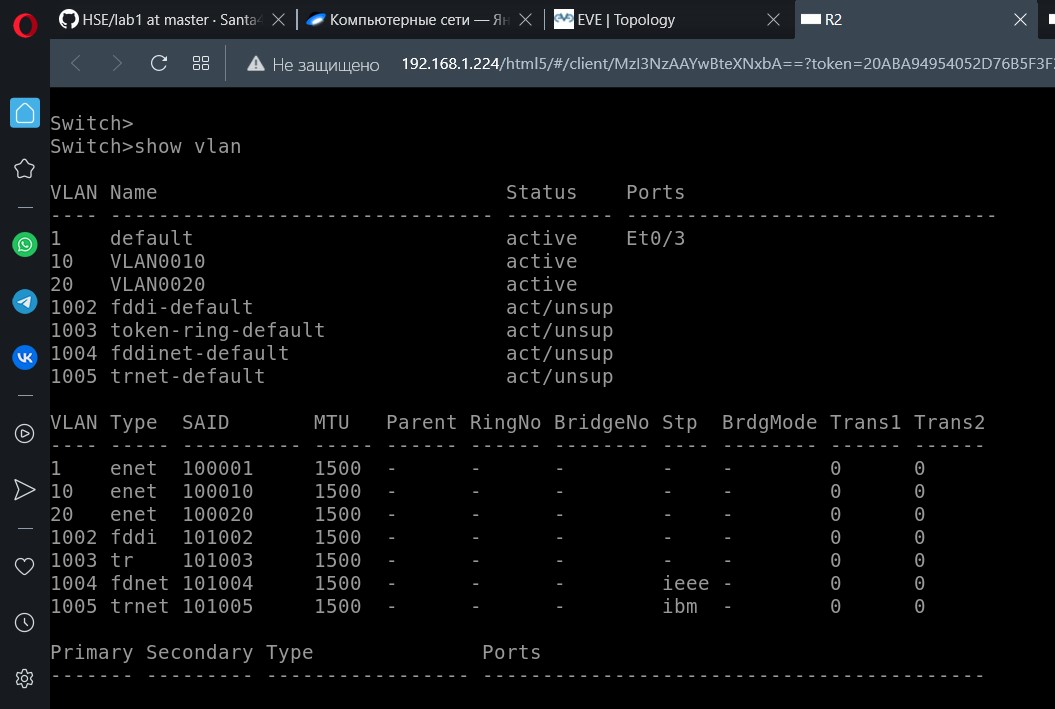 HSE/lab1 at master · Santa4
Компьютерные сети — Ян
EVE | Topology
R2
Не защищено 192.168.1.224/html5/#/client/MzI3NzAAYwBteXNxbA==?token=20ABA94954052D76B5F3F
Switch>
Switch>show vlan
VLAN Name Status Ports
---- -------------------------------- --------- -------------------------------
1 default active Et0/3
10 VLAN0010 active
20 VLAN0020 active
1002 fddi-default act/unsup
1003 token-ring-default act/unsup
1004 fddinet-default act/unsup
1005 trnet-default act/unsup
VLAN Type SAID MTU Parent RingNo BridgeNo Stp BrdgMode Trans1 Trans2
---- ----- ---------- ----- ------ ------ -------- ---- -------- ------ ------
1 enet 100001 1500 - - - - - 0 0
10 enet 100010 1500 - - - - - 0 0
20 enet 100020 1500 - - - - - 0 0
1002 fddi 101002 1500 - - - - - 0 0
1003 tr 101003 1500 - - - - - 0 0
1004 fdnet 101004 1500 - - - ieee - 0 0
1005 trnet 101005 1500 - - - ibm - 0 0
Primary Secondary Type Ports
------- --------- ----------------- ------------------------------------------